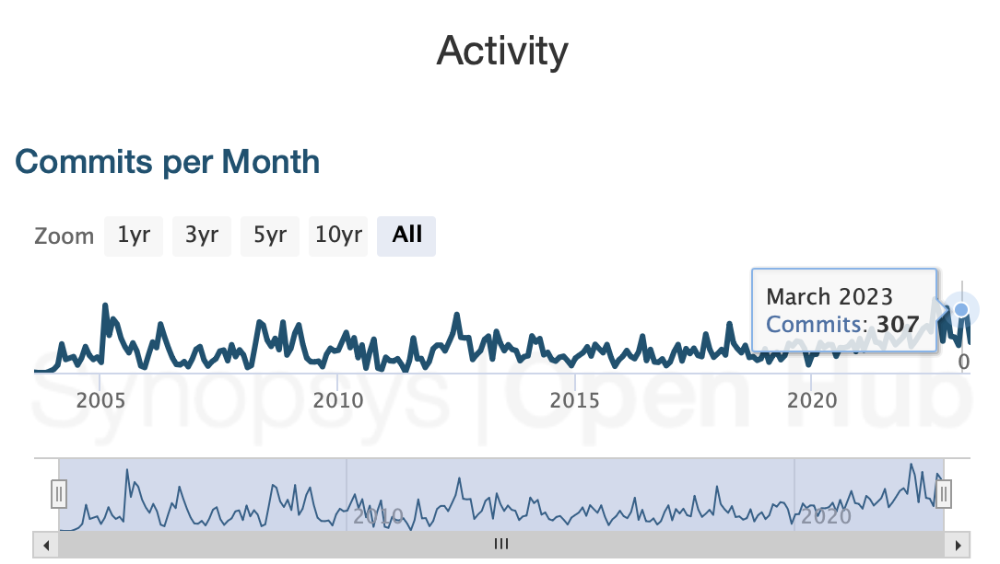 Activity
Commits per Month
Zoom 1yr 3yr 5yr 10yr All
March 2023
Commits: 307
0
2005 2010 2015 2020
Synopsys | Open Hub
2010 2020